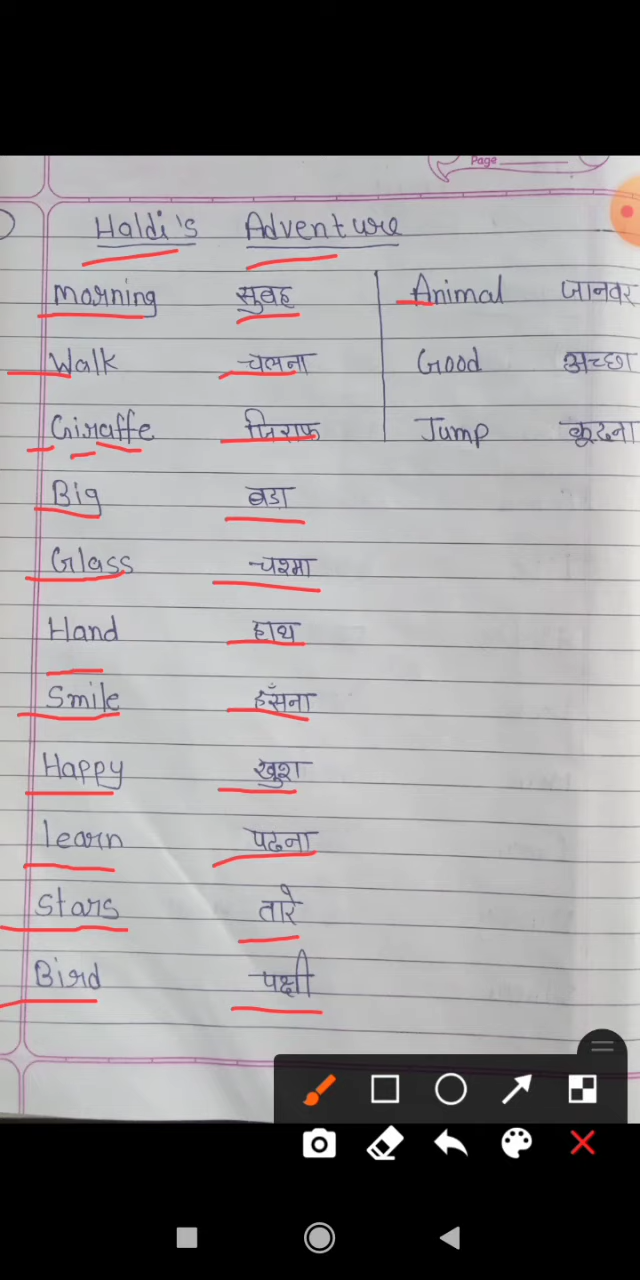 Page
Haldi's Adventure
Morning सुबह
Walk चलना
Giraffe जिराफ
Big बडा
Glass चश्मा
Hand हाथ
Smile हँसना
Happy खुश
learn पढना
Stars तारे
Bird पक्षी
Animal जानवर
Good अच्छा
Jump कूदना